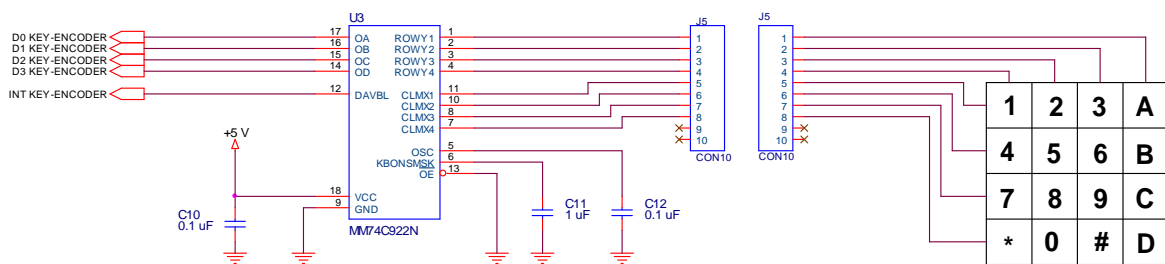 U3
J5
J5
D0 KEY-ENCODER 17 OA ROWY1 1 1 1
D1 KEY-ENCODER 16 OB ROWY2 2 2 2
D2 KEY-ENCODER 15 OC ROWY3 3 3 3
D3 KEY-ENCODER 14 OD ROWY4 4 4 4
5 5
INT KEY-ENCODER 12 DAVBL CLMX1 11 6 6
CLMX2 10 7 7
CLMX3 8 8 8
CLMX4 7 9 9
10 10
CON10 CON10
1 2 3 A
4 5 6 B
7 8 9 C
* 0 # D
+5 V
OSC 5
KBONSMSK 6
OE 13
18 VCC
9 GND
C10
0.1 uF
C11
1 uF
C12
0.1 uF
MM74C922N